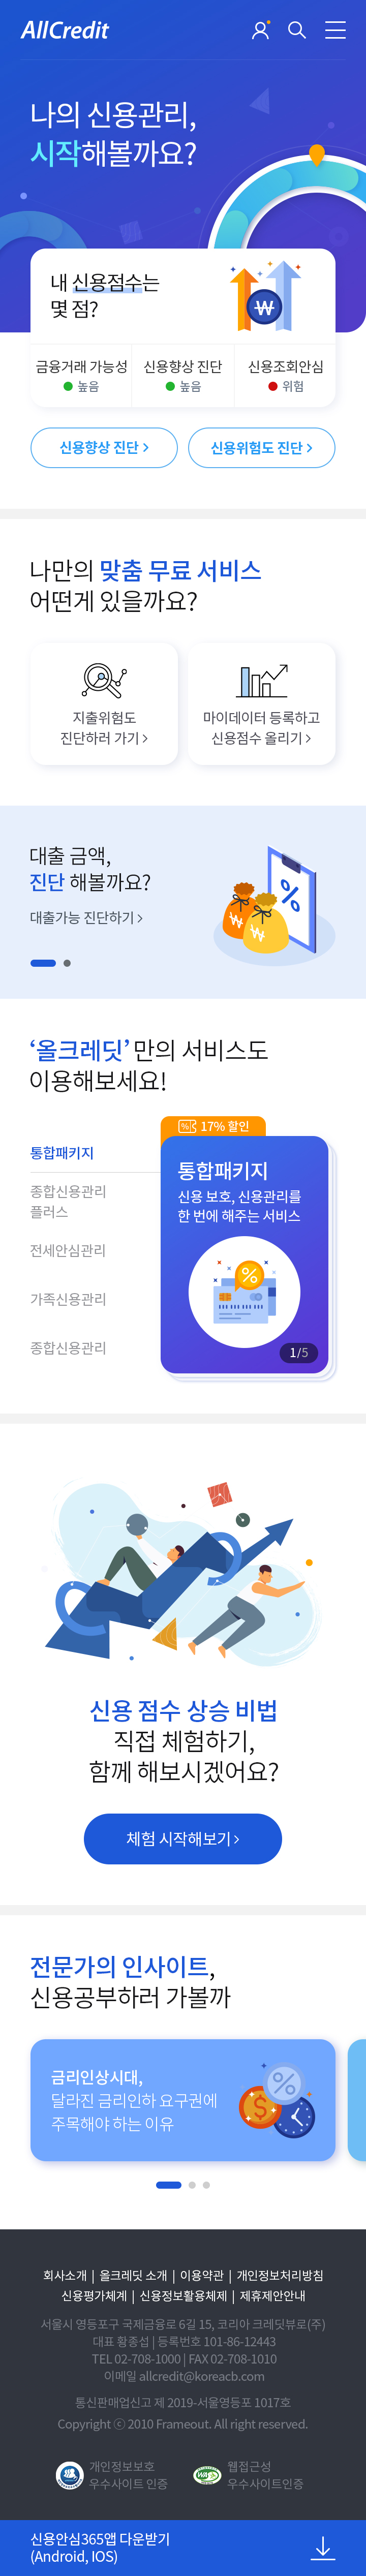 AllCredit
나의 신용관리,
시작해볼까요?
내 신용점수는
몇 점?
금융거래 가능성
높음
신용향상 진단
높음
신용조회안심
위험
신용향상 진단 >
신용위험도 진단 >
나만의 맞춤 무료 서비스
어떤게 있을까요?
지출위험도
진단하러 가기 >
마이데이터 등록하고
신용점수 올리기 >
대출 금액,
진단 해볼까요?
대출가능 진단하기 >
‘올크레딧’ 만의 서비스도
이용해보세요!
통합패키지
종합신용관리
플러스
전세안심관리
가족신용관리
종합신용관리
17% 할인
통합패키지
신용 보호, 신용관리를
한 번에 해주는 서비스
1/5
신용 점수 상승 비법
직접 체험하기,
함께 해보시겠어요?
체험 시작해보기 >
전문가의 인사이트,
신용공부하러 가볼까
금리인상시대,
달라진 금리인하 요구권에
주목해야 하는 이유
회사소개 | 올크레딧 소개 | 이용약관 | 개인정보처리방침
신용평가체계 | 신용정보활용체제 | 제휴제안안내
서울시 영등포구 국제금융로 6길 15, 코리아 크레딧뷰로(주)
대표 황종섭 | 등록번호 101-86-12443
TEL 02-708-1000 | FAX 02-708-1010
이메일 allcredit@koreacb.com
통신판매업신고 제 2019-서울영등포 1017호
Copyright ⓒ 2010 Frameout. All right reserved.
개인정보보호
우수사이트 인증
WA
웹접근성
우수사이트인증
신용안심365앱 다운받기
(Android, IOS)